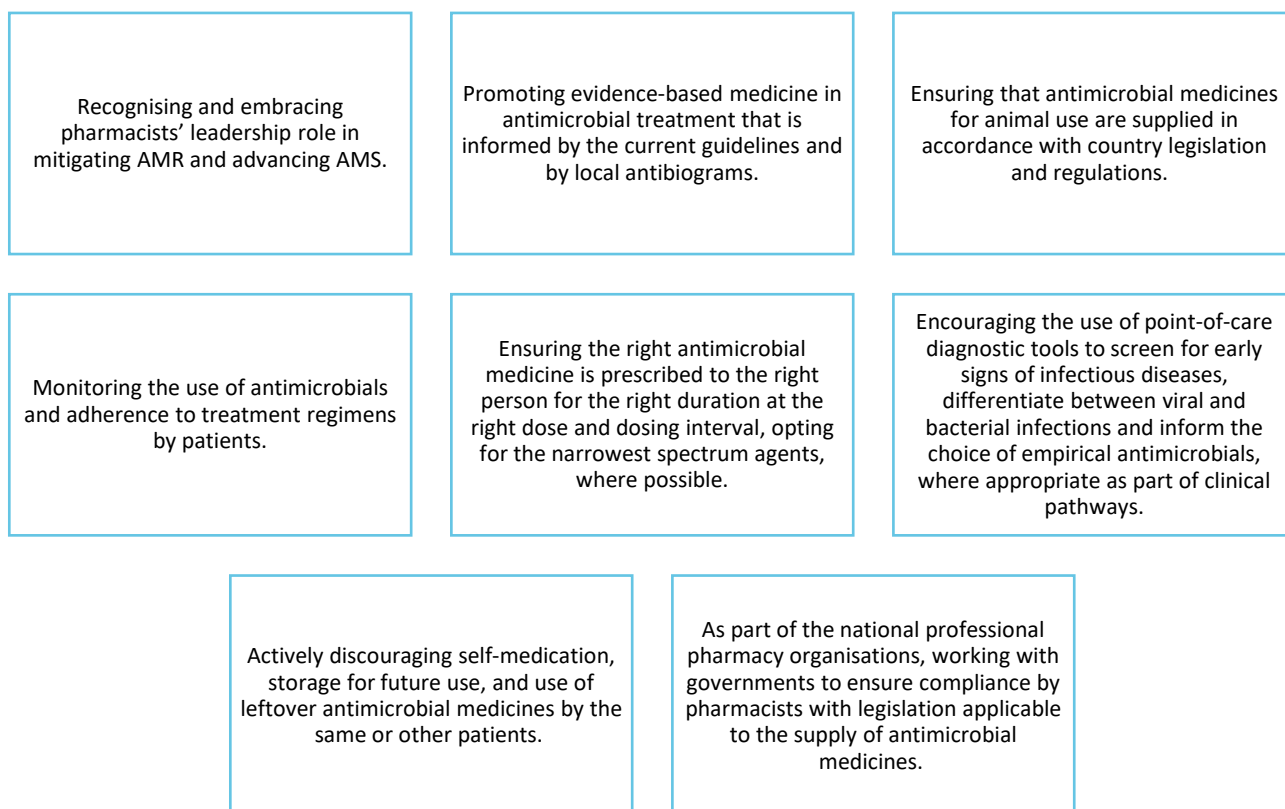 Recognising and embracing
pharmacists’ leadership role in
mitigating AMR and advancing AMS.
Promoting evidence-based medicine in
antimicrobial treatment that is
informed by the current guidelines and
by local antibiograms.
Ensuring that antimicrobial medicines
for animal use are supplied in
accordance with country legislation
and regulations.
Monitoring the use of antimicrobials
and adherence to treatment regimens
by patients.
Ensuring the right antimicrobial
medicine is prescribed to the right
person for the right duration at the
right dose and dosing interval, opting
for the narrowest spectrum agents,
where possible.
Encouraging the use of point-of-care
diagnostic tools to screen for early
signs of infectious diseases,
differentiate between viral and
bacterial infections and inform the
choice of empirical antimicrobials,
where appropriate as part of clinical
pathways.
Actively discouraging self-medication,
storage for future use, and use of
leftover antimicrobial medicines by the
same or other patients.
As part of the national professional
pharmacy organisations, working with
governments to ensure compliance by
pharmacists with legislation applicable
to the supply of antimicrobial
medicines.